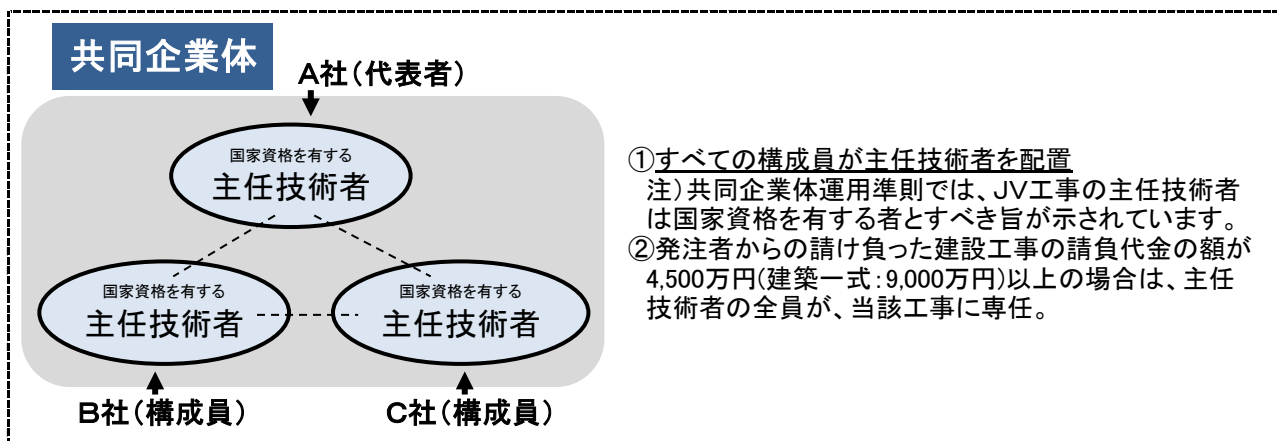 共同企業体
A社(代表者)
国家資格を有する
主任技術者
国家資格を有する
主任技術者
国家資格を有する
主任技術者
B社(構成員)
C社(構成員)
①すべての構成員が主任技術者を配置
注)共同企業体運用準則では、JV工事の主任技術者
は国家資格を有する者とすべき旨が示されています。
②発注者からの請け負った建設工事の請負代金の額が
4,500万円(建築一式:9,000万円)以上の場合は、主任
技術者の全員が、当該工事に専任。